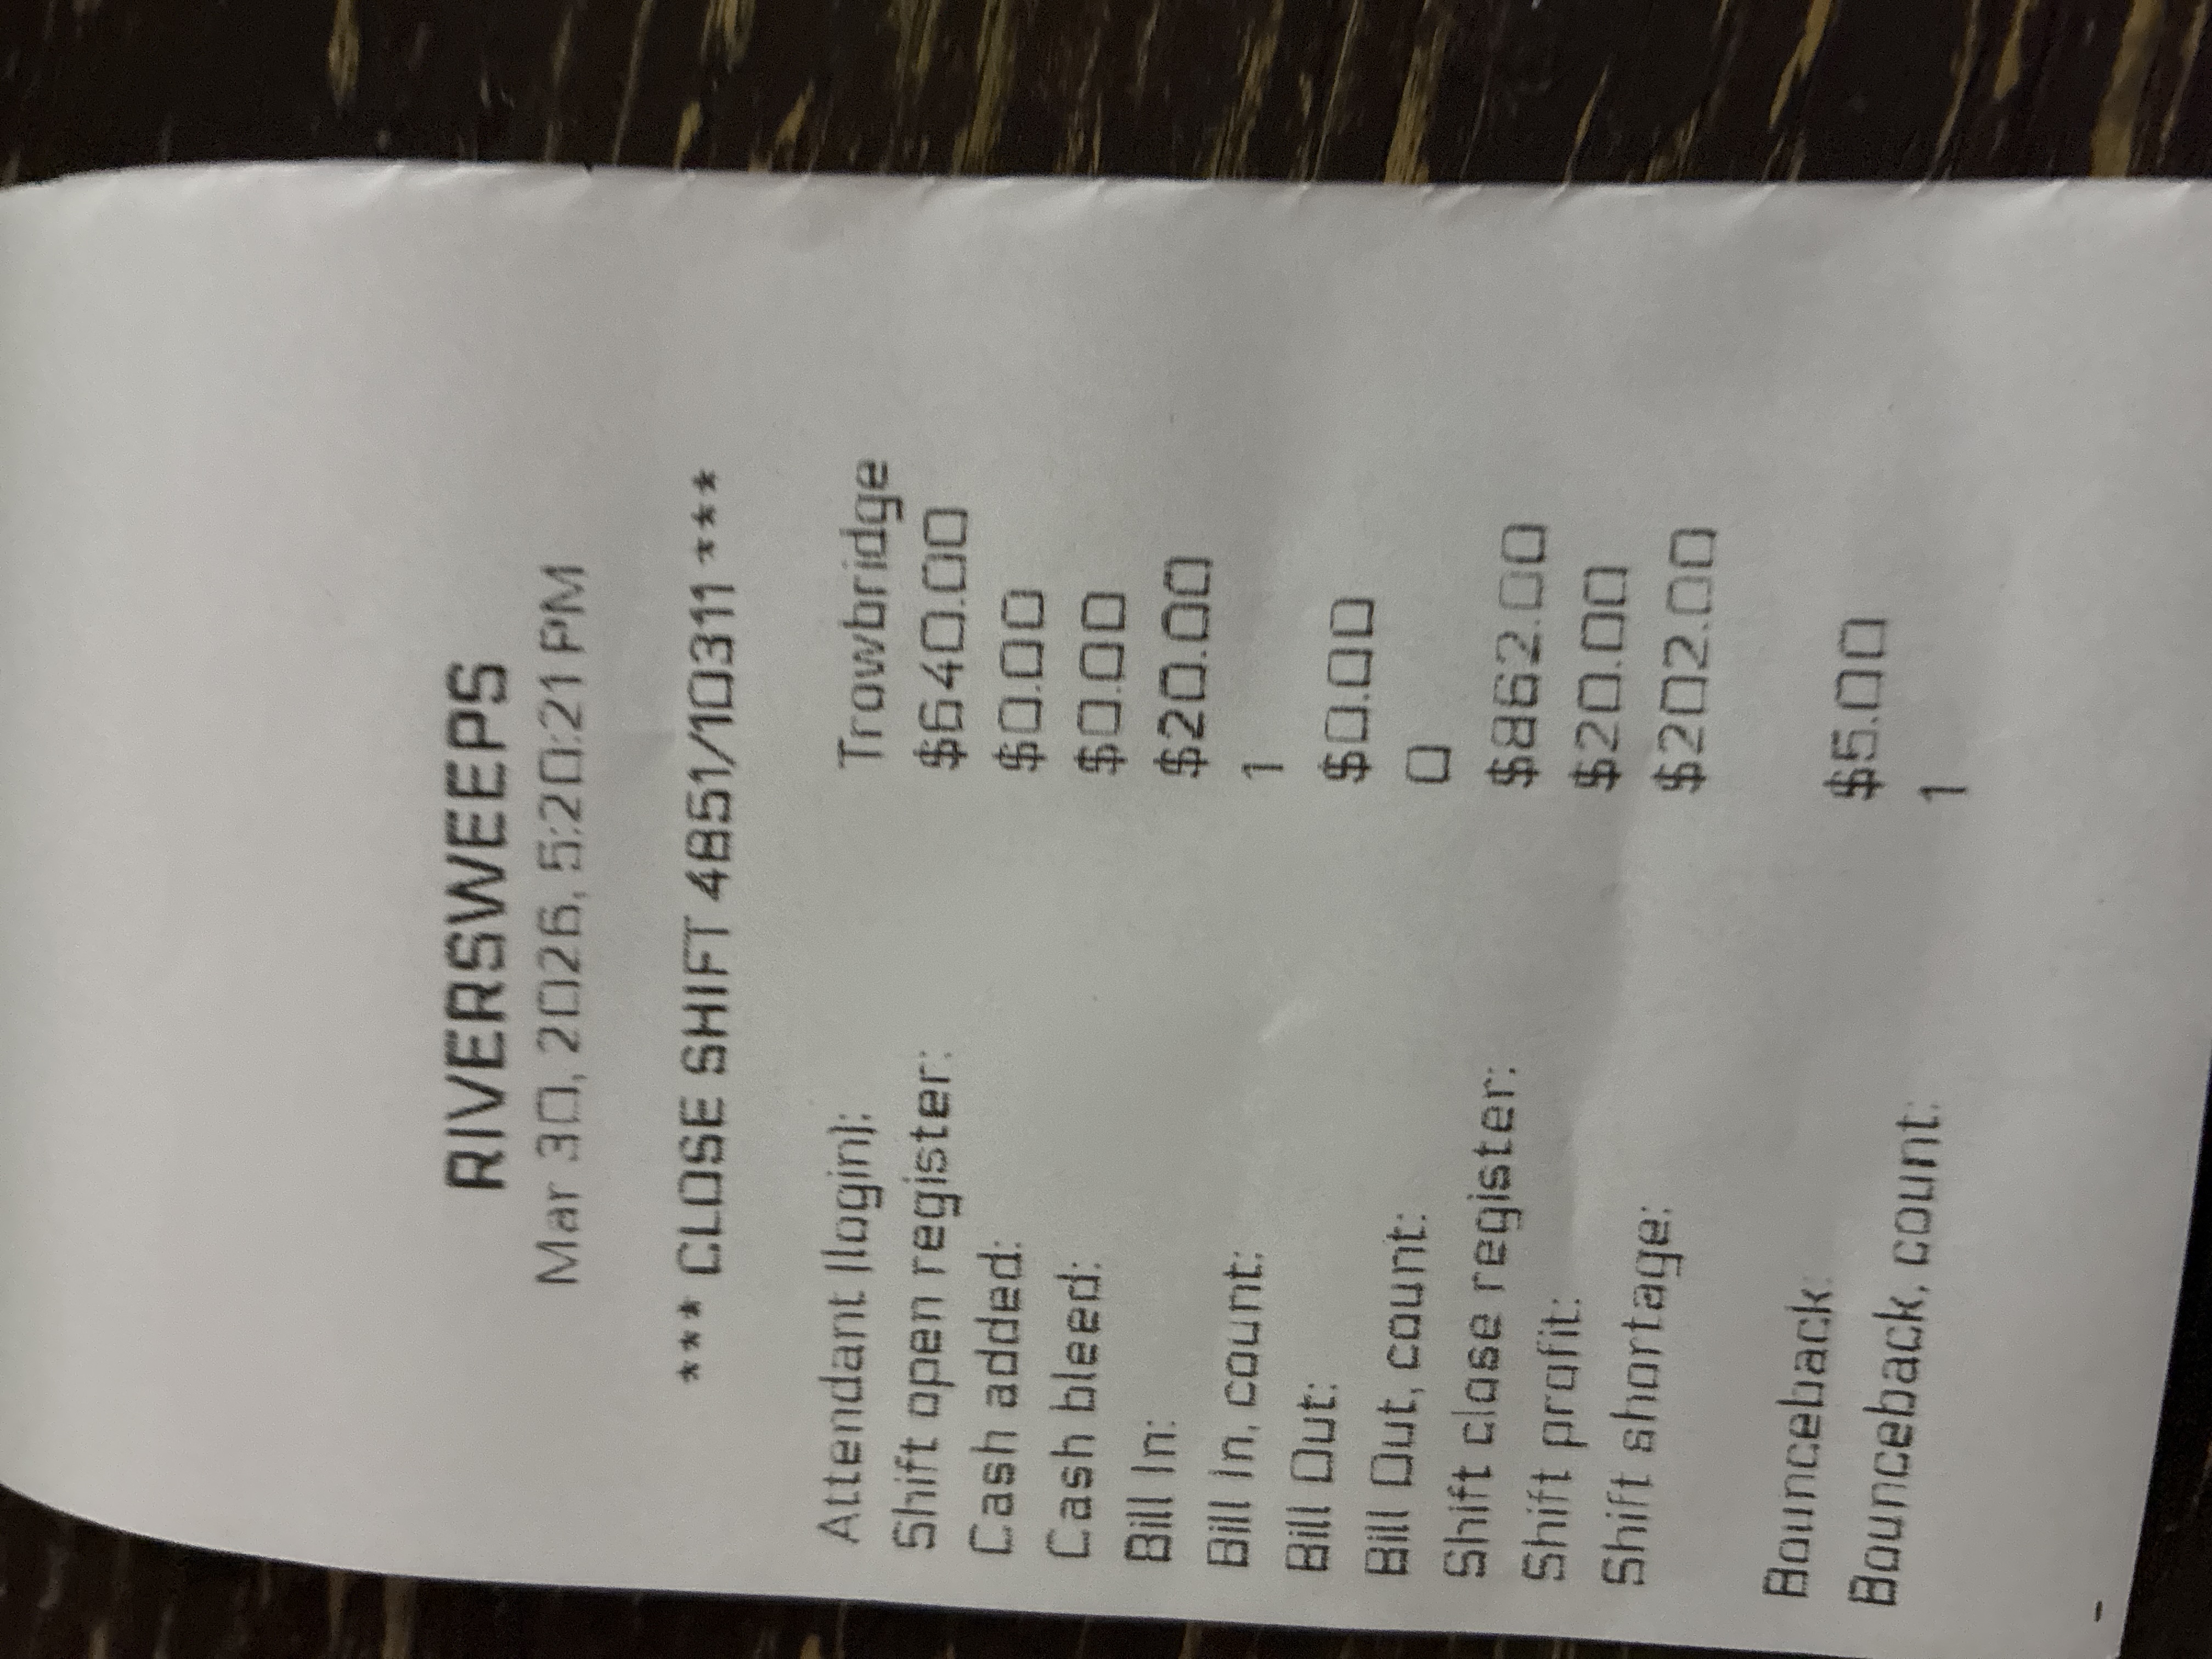 RIVERSWEEPS
Mar 30, 2026, 5:20:21 PM
*** CLOSE SHIFT 4851/10311 ***
Attendant (login): Trowbridge
Shift open register: $640.00
Cash added: $0.00
Cash bleed: $0.00
Bill In: $20.00
Bill In, count: 1
Bill Out: $0.00
Bill Out, count: 0
Shift close register: $862.00
Shift profit: $20.00
Shift shortage: $202.00
Bounceback: $5.00
Bounceback, count: 1